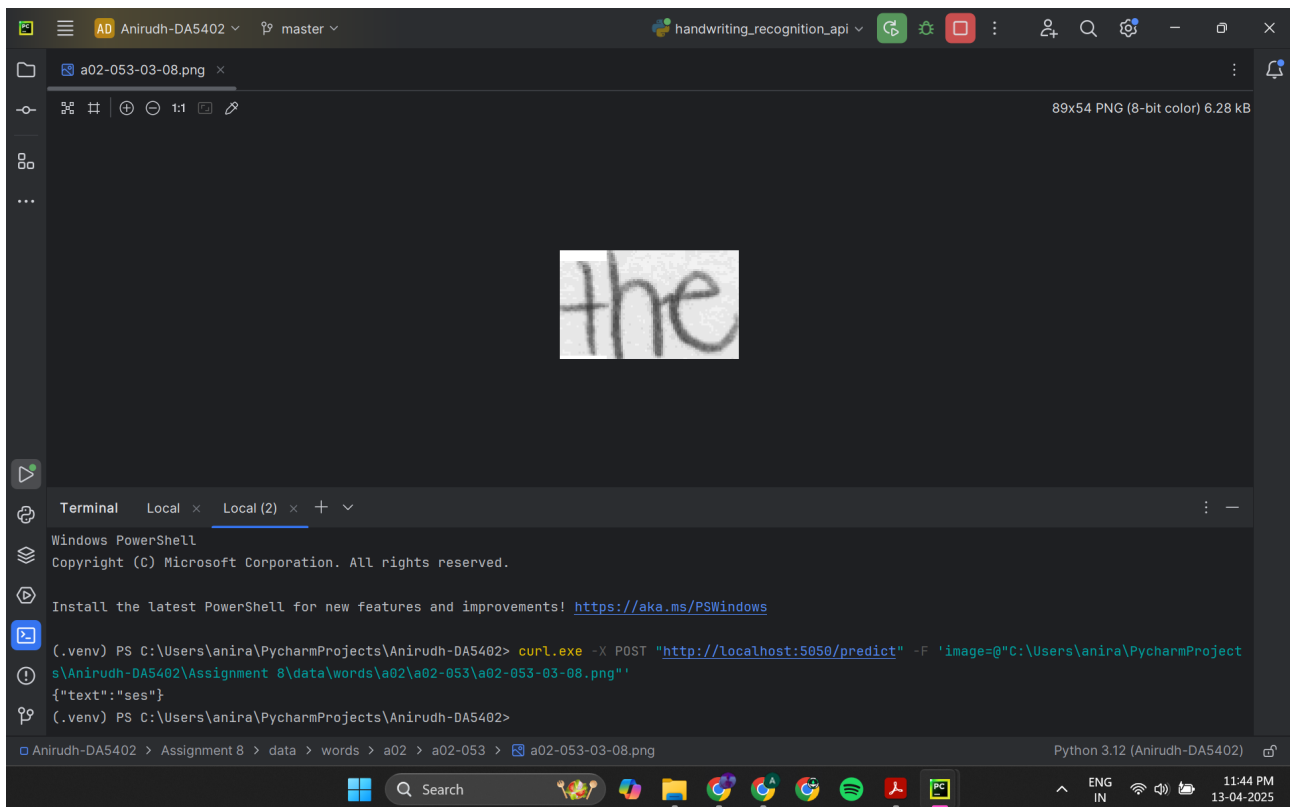 AD Anirudh-DA5402 master handwriting_recognition_api
a02-053-03-08.png
1:1 89x54 PNG (8-bit color) 6.28 kB
the
Terminal Local Local (2)
Windows PowerShell
Copyright (C) Microsoft Corporation. All rights reserved.
Install the latest PowerShell for new features and improvements! https://aka.ms/PSWindows
(.venv) PS C:\Users\anira\PycharmProjects\Anirudh-DA5402> curl.exe -X POST "http://localhost:5050/predict" -F 'image=@"C:\Users\anira\PycharmProject
s\Anirudh-DA5402\Assignment 8\data\words\a02\a02-053\a02-053-03-08.png"'
{"text":"ses"}
(.venv) PS C:\Users\anira\PycharmProjects\Anirudh-DA5402>
Anirudh-DA5402 > Assignment 8 > data > words > a02 > a02-053 > a02-053-03-08.png Python 3.12 (Anirudh-DA5402)
Search ENG 11:44 PM
IN 13-04-2025